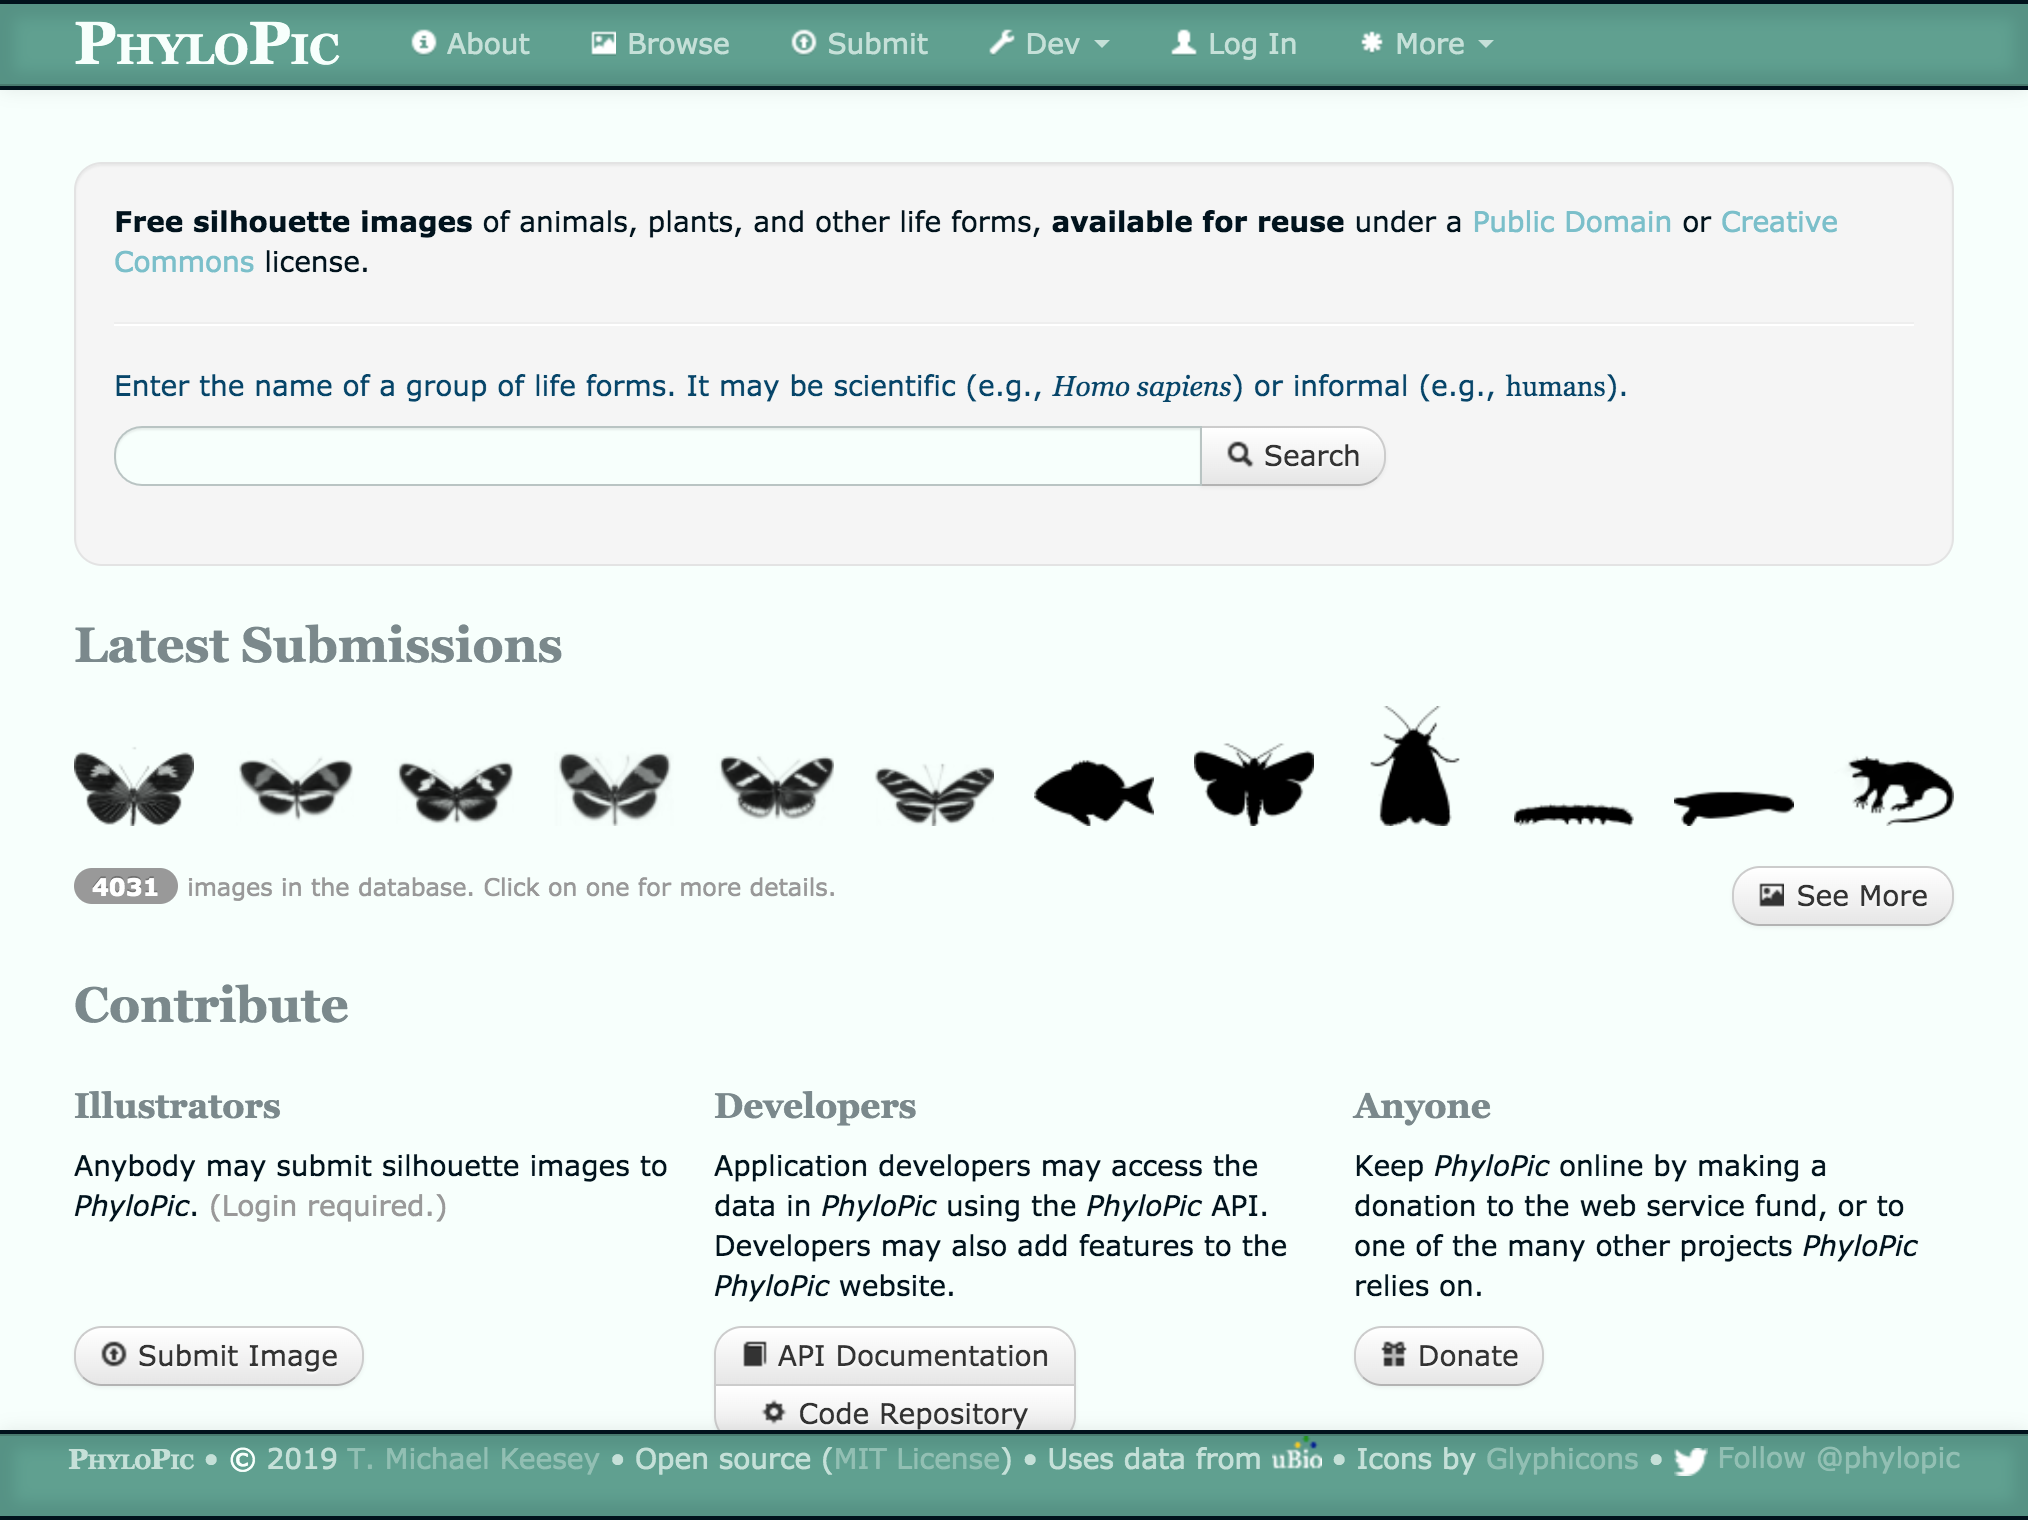 PhyloPic
About
Browse
Submit
Dev
Log In
More
Free silhouette images of animals, plants, and other life forms, available for reuse under a Public Domain or Creative
Commons license.
Enter the name of a group of life forms. It may be scientific (e.g., Homo sapiens) or informal (e.g., humans).
Search
Latest Submissions
4031 images in the database. Click on one for more details.
See More
Contribute
Illustrators
Anybody may submit silhouette images to
PhyloPic. (Login required.)
Submit Image
Developers
Application developers may access the
data in PhyloPic using the PhyloPic API.
Developers may also add features to the
PhyloPic website.
API Documentation
Code Repository
Anyone
Keep PhyloPic online by making a
donation to the web service fund, or to
one of the many other projects PhyloPic
relies on.
Donate
PhyloPic • © 2019 T. Michael Keesey • Open source (MIT License) • Uses data from uBio • Icons by Glyphicons • Follow @phylopic